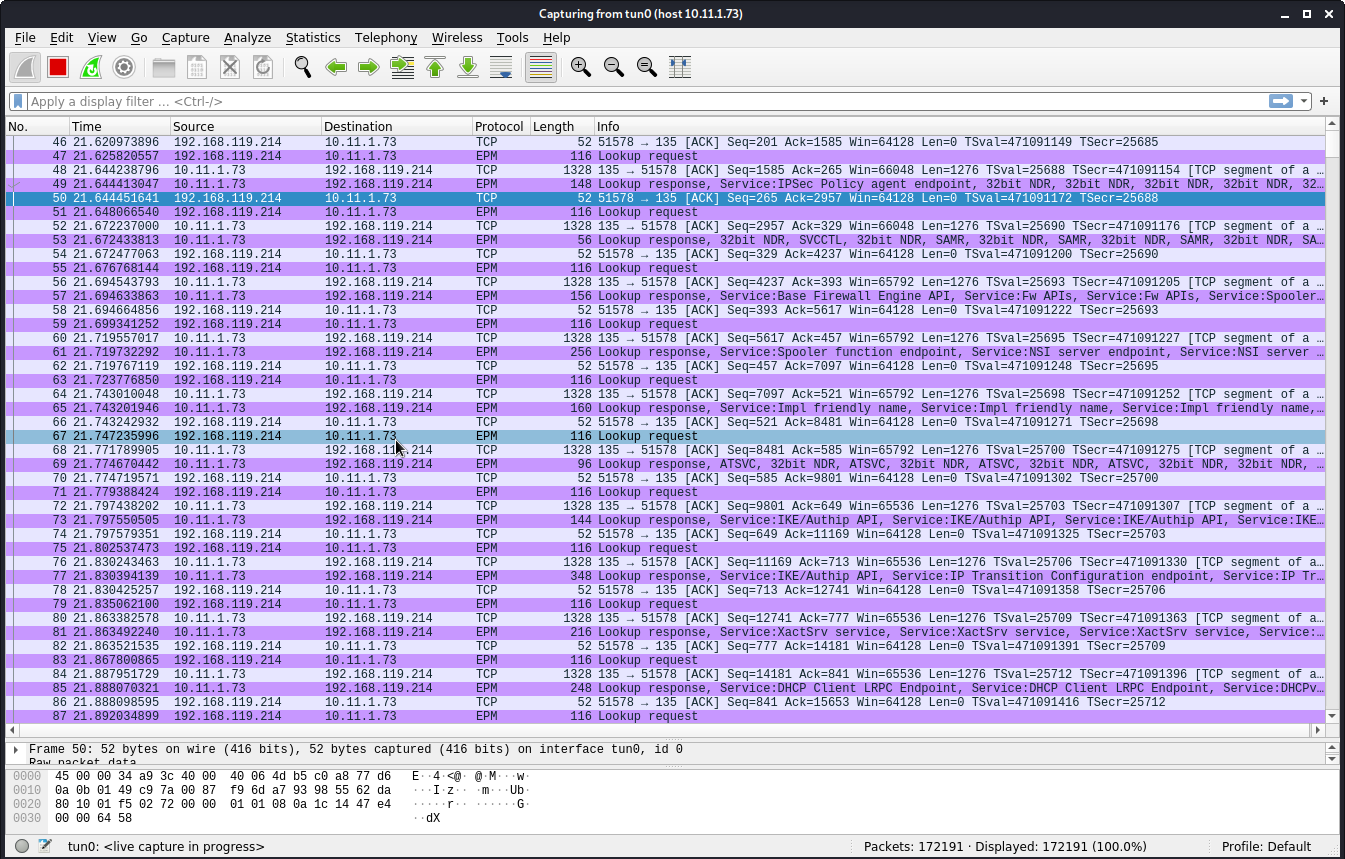 Capturing from tun0 (host 10.11.1.73)
File Edit View Go Capture Analyze Statistics Telephony Wireless Tools Help
Apply a display filter ... <Ctrl-/>
No. Time Source Destination Protocol Length Info
46 21.620973896 192.168.119.214 10.11.1.73 TCP 52 51578 → 135 [ACK] Seq=201 Ack=1585 Win=64128 Len=0 TSval=471091149 TSecr=25685
47 21.625820557 192.168.119.214 10.11.1.73 EPM 116 Lookup request
48 21.644238796 10.11.1.73 192.168.119.214 TCP 1328 135 → 51578 [ACK] Seq=1585 Ack=265 Win=66048 Len=1276 TSval=25688 TSecr=471091154 [TCP segment of a …
49 21.644413047 10.11.1.73 192.168.119.214 EPM 148 Lookup response, Service:IPSec Policy agent endpoint, 32bit NDR, 32bit NDR, 32bit NDR, 32bit NDR, 32…
50 21.644451641 192.168.119.214 10.11.1.73 TCP 52 51578 → 135 [ACK] Seq=265 Ack=2957 Win=64128 Len=0 TSval=471091172 TSecr=25688
51 21.648066540 192.168.119.214 10.11.1.73 EPM 116 Lookup request
52 21.672237000 10.11.1.73 192.168.119.214 TCP 1328 135 → 51578 [ACK] Seq=2957 Ack=329 Win=66048 Len=1276 TSval=25690 TSecr=471091176 [TCP segment of a …
53 21.672433813 10.11.1.73 192.168.119.214 EPM 56 Lookup response, 32bit NDR, SVCCTL, 32bit NDR, SAMR, 32bit NDR, SAMR, 32bit NDR, SAMR, 32bit NDR, SA…
54 21.672477063 192.168.119.214 10.11.1.73 TCP 52 51578 → 135 [ACK] Seq=329 Ack=4237 Win=64128 Len=0 TSval=471091200 TSecr=25690
55 21.676768144 192.168.119.214 10.11.1.73 EPM 116 Lookup request
56 21.694543793 10.11.1.73 192.168.119.214 TCP 1328 135 → 51578 [ACK] Seq=4237 Ack=393 Win=65792 Len=1276 TSval=25693 TSecr=471091205 [TCP segment of a …
57 21.694633863 10.11.1.73 192.168.119.214 EPM 156 Lookup response, Service:Base Firewall Engine API, Service:Fw APIs, Service:Fw APIs, Service:Spooler…
58 21.694664856 192.168.119.214 10.11.1.73 TCP 52 51578 → 135 [ACK] Seq=393 Ack=5617 Win=64128 Len=0 TSval=471091222 TSecr=25693
59 21.699341252 192.168.119.214 10.11.1.73 EPM 116 Lookup request
60 21.719557017 10.11.1.73 192.168.119.214 TCP 1328 135 → 51578 [ACK] Seq=5617 Ack=457 Win=65792 Len=1276 TSval=25695 TSecr=471091227 [TCP segment of a …
61 21.719732292 10.11.1.73 192.168.119.214 EPM 256 Lookup response, Service:Spooler function endpoint, Service:NSI server endpoint, Service:NSI server …
62 21.719767119 192.168.119.214 10.11.1.73 TCP 52 51578 → 135 [ACK] Seq=457 Ack=7097 Win=64128 Len=0 TSval=471091248 TSecr=25695
63 21.723776850 192.168.119.214 10.11.1.73 EPM 116 Lookup request
64 21.743010048 10.11.1.73 192.168.119.214 TCP 1328 135 → 51578 [ACK] Seq=7097 Ack=521 Win=65792 Len=1276 TSval=25698 TSecr=471091252 [TCP segment of a …
65 21.743201946 10.11.1.73 192.168.119.214 EPM 160 Lookup response, Service:Impl friendly name, Service:Impl friendly name, Service:Impl friendly name,…
66 21.743242932 192.168.119.214 10.11.1.73 TCP 52 51578 → 135 [ACK] Seq=521 Ack=8481 Win=64128 Len=0 TSval=471091271 TSecr=25698
67 21.747235996 192.168.119.214 10.11.1.73 EPM 116 Lookup request
68 21.771789905 10.11.1.73 192.168.119.214 TCP 1328 135 → 51578 [ACK] Seq=8481 Ack=585 Win=65536 Len=1276 TSval=25700 TSecr=471091275 [TCP segment of a …
69 21.774670442 10.11.1.73 192.168.119.214 EPM 96 Lookup response, ATSVC, 32bit NDR, ATSVC, 32bit NDR, ATSVC, 32bit NDR, ATSVC, 32bit NDR, 32bit NDR, …
70 21.774719571 192.168.119.214 10.11.1.73 TCP 52 51578 → 135 [ACK] Seq=585 Ack=9801 Win=64128 Len=0 TSval=471091302 TSecr=25700
71 21.779388424 192.168.119.214 10.11.1.73 EPM 116 Lookup request
72 21.797438202 10.11.1.73 192.168.119.214 TCP 1328 135 → 51578 [ACK] Seq=9801 Ack=649 Win=65536 Len=1276 TSval=25703 TSecr=471091307 [TCP segment of a …
73 21.797550505 10.11.1.73 192.168.119.214 EPM 144 Lookup response, Service:IKE/Authip API, Service:IKE/Authip API, Service:IKE/Authip API, Service:IKE…
74 21.797579351 192.168.119.214 10.11.1.73 TCP 52 51578 → 135 [ACK] Seq=649 Ack=11169 Win=64128 Len=0 TSval=471091325 TSecr=25703
75 21.802537473 192.168.119.214 10.11.1.73 EPM 116 Lookup request
76 21.830243463 10.11.1.73 192.168.119.214 TCP 1328 135 → 51578 [ACK] Seq=11169 Ack=713 Win=65536 Len=1276 TSval=25706 TSecr=471091330 [TCP segment of a…
77 21.830394139 10.11.1.73 192.168.119.214 EPM 348 Lookup response, Service:IKE/Authip API, Service:IP Transition Configuration endpoint, Service:IP Tr…
78 21.830425257 192.168.119.214 10.11.1.73 TCP 52 51578 → 135 [ACK] Seq=713 Ack=12741 Win=64128 Len=0 TSval=471091358 TSecr=25706
79 21.835062100 192.168.119.214 10.11.1.73 EPM 116 Lookup request
80 21.863382578 10.11.1.73 192.168.119.214 TCP 1328 135 → 51578 [ACK] Seq=12741 Ack=777 Win=65536 Len=1276 TSval=25709 TSecr=471091363 [TCP segment of a…
81 21.863492240 10.11.1.73 192.168.119.214 EPM 216 Lookup response, Service:XactSrv service, Service:XactSrv service, Service:XactSrv service, Service:…
82 21.863521535 192.168.119.214 10.11.1.73 TCP 52 51578 → 135 [ACK] Seq=777 Ack=14181 Win=64128 Len=0 TSval=471091391 TSecr=25709
83 21.867800865 192.168.119.214 10.11.1.73 EPM 116 Lookup request
84 21.887951729 10.11.1.73 192.168.119.214 TCP 1328 135 → 51578 [ACK] Seq=14181 Ack=841 Win=65536 Len=1276 TSval=25712 TSecr=471091396 [TCP segment of a…
85 21.888070321 10.11.1.73 192.168.119.214 EPM 248 Lookup response, Service:DHCP Client LRPC Endpoint, Service:DHCP Client LRPC Endpoint, Service:DHCPv…
86 21.888098595 192.168.119.214 10.11.1.73 TCP 52 51578 → 135 [ACK] Seq=841 Ack=15653 Win=64128 Len=0 TSval=471091416 TSecr=25712
87 21.892034899 192.168.119.214 10.11.1.73 EPM 116 Lookup request
Frame 50: 52 bytes on wire (416 bits), 52 bytes captured (416 bits) on interface tun0, id 0
Raw packet data
0000 45 00 00 34 a9 3c 40 00 40 06 4d b5 c0 a8 77 d6 E··4·<@· @·M···w·
0010 0a 0b 01 49 c9 7a 00 87 f9 6d a7 93 98 55 62 da ···I·z·· ·m···Ub·
0020 80 10 01 f5 02 72 00 00 01 01 08 0a 1c 14 47 e4 ·····r·· ······G·
0030 00 00 64 58 ··dX
tun0: <live capture in progress> Packets: 172191 · Displayed: 172191 (100.0%) Profile: Default